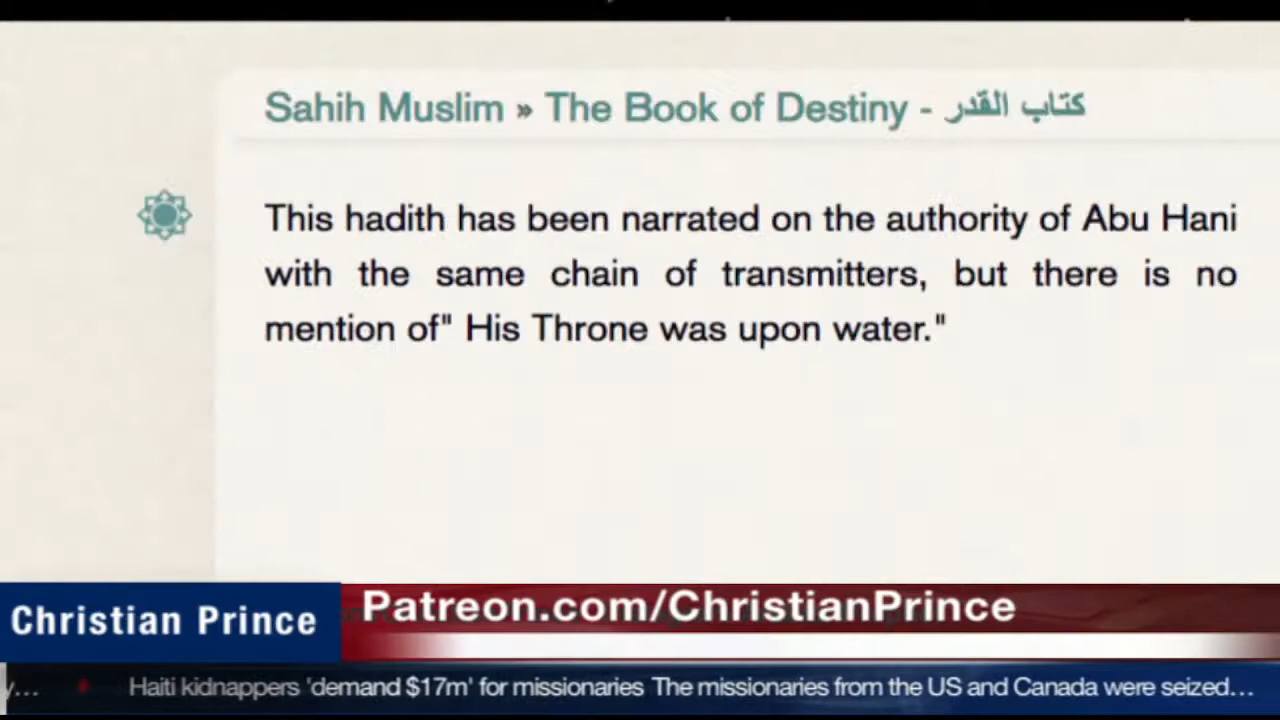 Sahih Muslim » The Book of Destiny - كتاب القدر
This hadith has been narrated on the authority of Abu Hani
with the same chain of transmitters, but there is no
mention of" His Throne was upon water."
Christian Prince
Patreon.com/ChristianPrince
y... Haiti kidnappers 'demand $17m' for missionaries The missionaries from the US and Canada were seized...